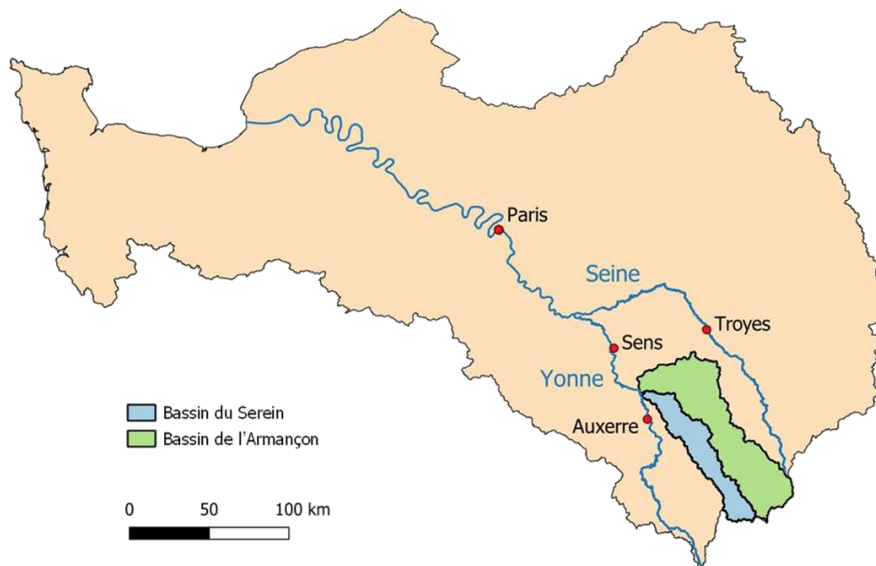 Paris
Seine
Troyes
Sens
Yonne
Auxerre
Bassin du Serein
Bassin de l'Armançon
0 50 100 km